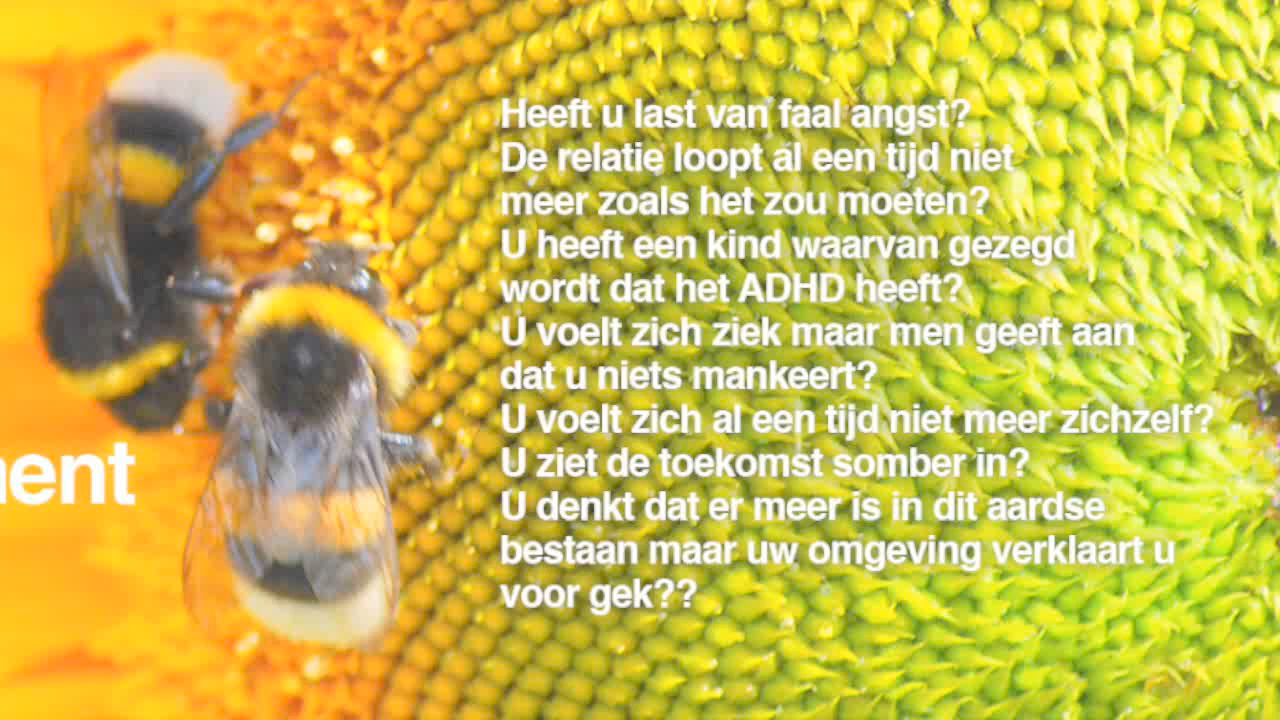 Heeft u last van faal angst?
De relatie loopt al een tijd niet
meer zoals het zou moeten?
U heeft een kind waarvan gezegd
wordt dat het ADHD heeft?
U voelt zich ziek maar men geeft aan
dat u niets mankeert?
U voelt zich al een tijd niet meer zichzelf?
U ziet de toekomst somber in?
U denkt dat er meer is in dit aardse
bestaan maar uw omgeving verklaart u
voor gek??